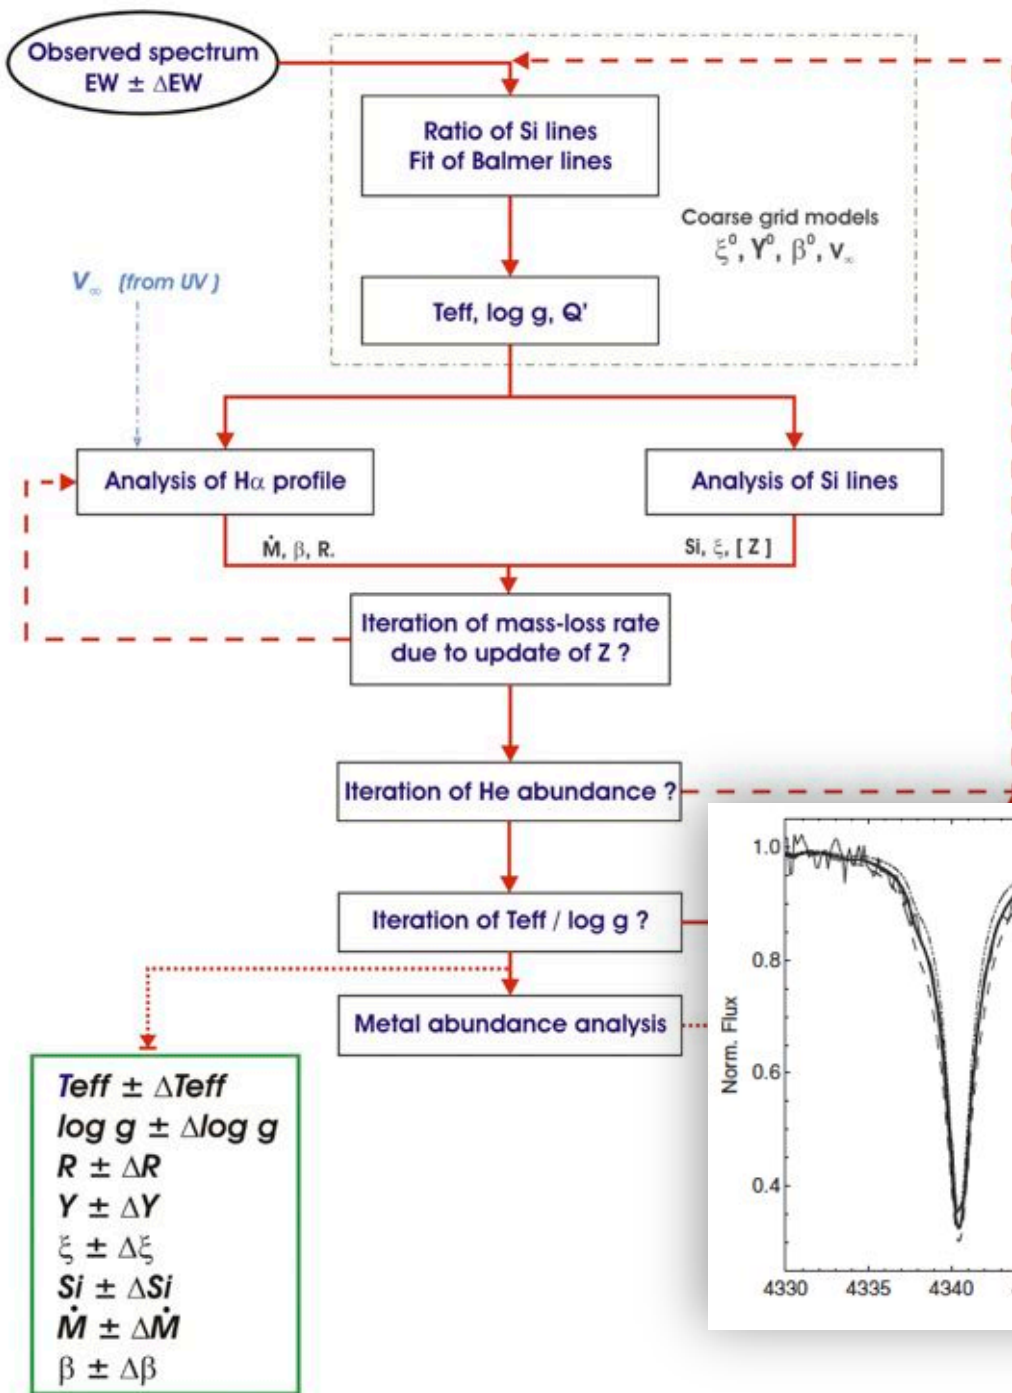 Observed spectrum
EW ± ΔEW
Ratio of Si lines
Fit of Balmer lines
Coarse grid models
ξ⁰, Y⁰, β⁰, v∞
V∞ (from UV )
Teff, log g, Q'
Analysis of Hα profile
Analysis of Si lines
Ṁ, β, R.
Si, ξ, [ Z ]
Iteration of mass-loss rate
due to update of Z ?
Iteration of He abundance ?
Iteration of Teff / log g ?
Metal abundance analysis
Teff ± ΔTeff
log g ± Δlog g
R ± ΔR
Y ± ΔY
ξ ± Δξ
Si ± ΔSi
Ṁ ± ΔṀ
β ± Δβ
1.0
0.8
0.6
0.4
Norm. Flux
4330 4335 4340